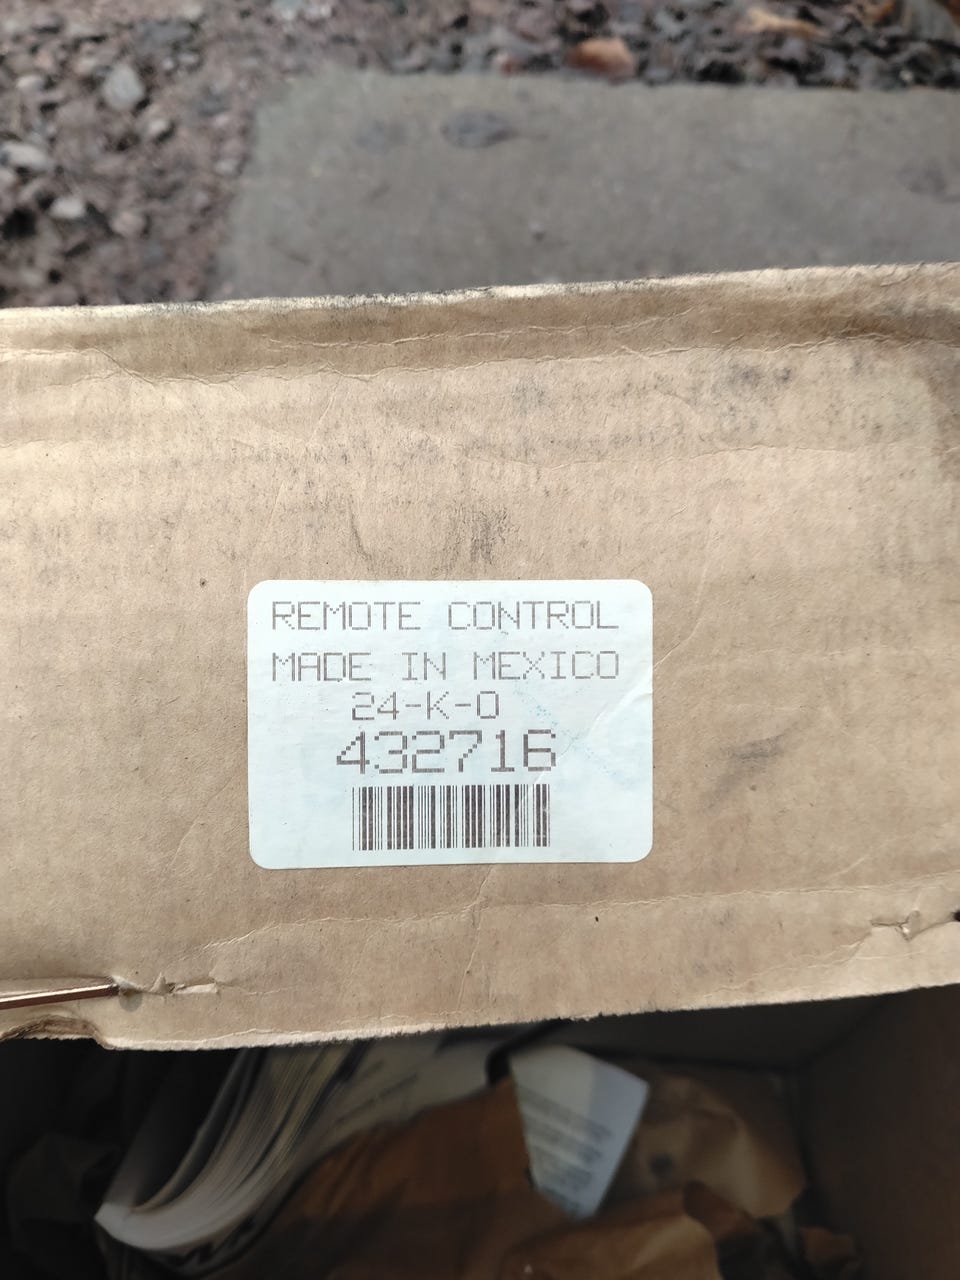 REMOTE CONTROL
MADE IN MEXICO
24-K-0
432716